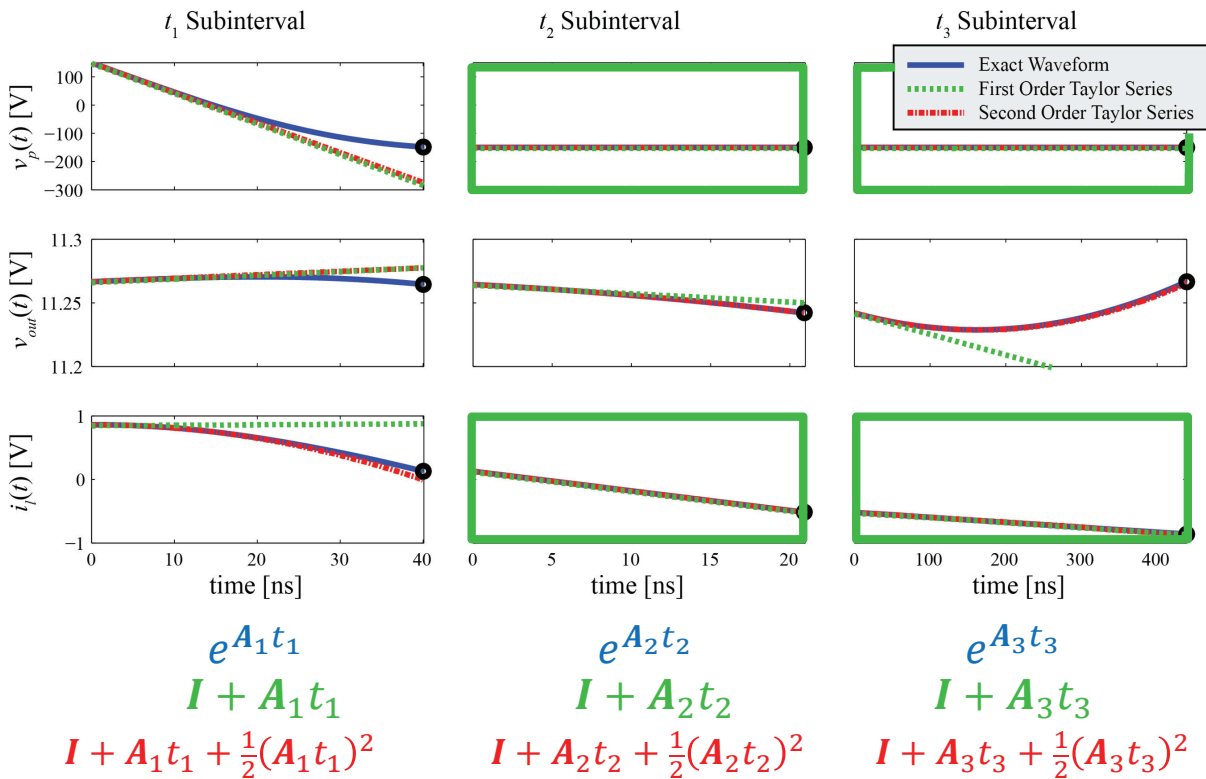 t₁ Subinterval
t₂ Subinterval
t₃ Subinterval
Exact Waveform
First Order Taylor Series
Second Order Taylor Series
vₚ(t) [V]
100
0
−100
−200
−300
v_out(t) [V]
11.3
11.25
11.2
i_l(t) [V]
1
0
−1
0 10 20 30 40
0 5 10 15 20
0 100 200 300 400
time [ns]
time [ns]
time [ns]
e^{A₁t₁}
e^{A₂t₂}
e^{A₃t₃}
I + A₁t₁
I + A₂t₂
I + A₃t₃
I + A₁t₁ + ½(A₁t₁)²
I + A₂t₂ + ½(A₂t₂)²
I + A₃t₃ + ½(A₃t₃)²